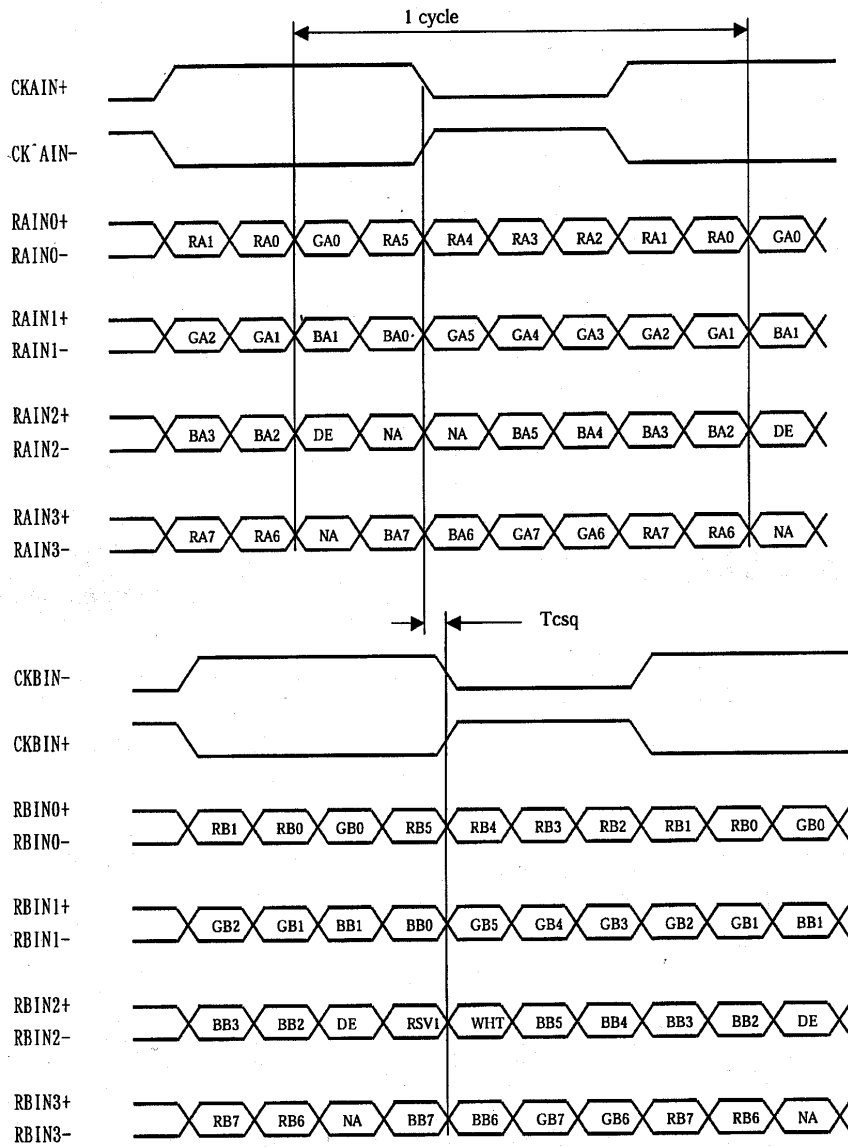 1 cycle
CKAIN+
CK^AIN-
RAIN0+
RA1 RA0 GA0 RA5 RA4 RA3 RA2 RA1 RA0 GA0
RAIN0-
RAIN1+
GA2 GA1 BA1 BA0 GA5 GA4 GA3 GA2 GA1 BA1
RAIN1-
RAIN2+
BA3 BA2 DE NA NA BA5 BA4 BA3 BA2 DE
RAIN2-
RAIN3+
RA7 RA6 NA BA7 BA6 GA7 GA6 RA7 RA6 NA
RAIN3-
Tcsq
CKBIN-
CKBIN+
RBIN0+
RB1 RB0 GB0 RB5 RB4 RB3 RB2 RB1 RB0 GB0
RBIN0-
RBIN1+
GB2 GB1 BB1 BB0 GB5 GB4 GB3 GB2 GB1 BB1
RBIN1-
RBIN2+
BB3 BB2 DE RSV1 WHT BB5 BB4 BB3 BB2 DE
RBIN2-
RBIN3+
RB7 RB6 NA BB7 BB6 GB7 GB6 RB7 RB6 NA
RBIN3-